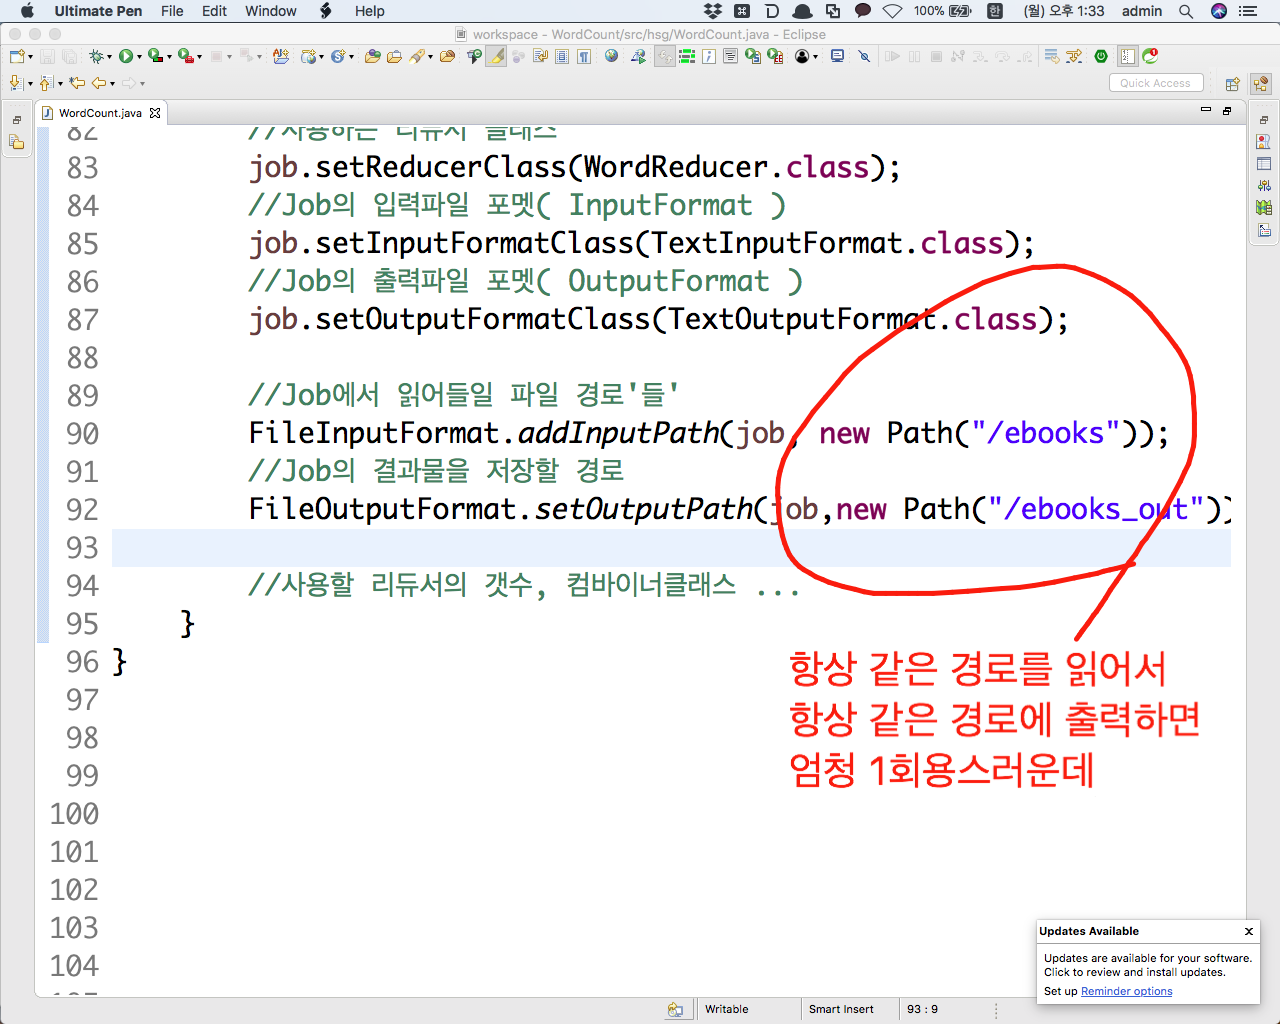 Ultimate Pen File Edit Window Help 100% 한 (월) 오후 1:33 admin
workspace - WordCount/src/hsg/WordCount.java - Eclipse
Quick Access
WordCount.java
82 //사용하는 리듀서 클래스
83 job.setReducerClass(WordReducer.class);
84 //Job의 입력파일 포멧( InputFormat )
85 job.setInputFormatClass(TextInputFormat.class);
86 //Job의 출력파일 포멧( OutputFormat )
87 job.setOutputFormatClass(TextOutputFormat.class);
88
89 //Job에서 읽어들일 파일 경로'들'
90 FileInputFormat.addInputPath(job, new Path("/ebooks"));
91 //Job의 결과물을 저장할 경로
92 FileOutputFormat.setOutputPath(job,new Path("/ebooks_out"))
93
94 //사용할 리듀서의 갯수, 컴바이너클래스 ...
95 }
96 }
97
98
99
100
101
102
103
104
항상 같은 경로를 읽어서
항상 같은 경로에 출력하면
엄청 1회용스러운데
Updates Available
Updates are available for your software.
Click to review and install updates.
Set up Reminder options
Writable Smart Insert 93 : 9